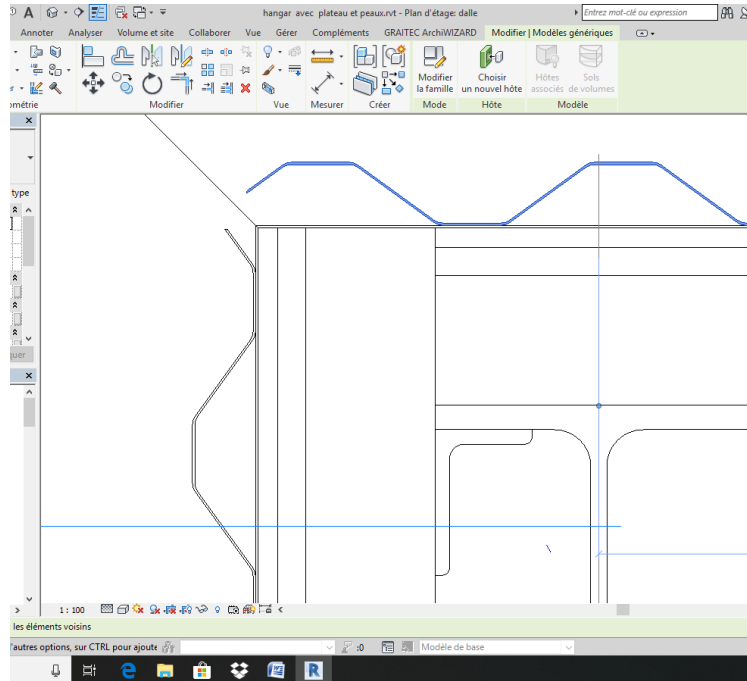 hangar avec plateau et peaux.rvt - Plan d'étage: dalle
Entrez mot-clé ou expression
Annoter Analyser Volume et site Collaborer Vue Gérer Compléments GRAITEC ArchiWIZARD Modifier | Modèles génériques
Modifier la famille
Choisir un nouvel hôte
Hôtes associés
Sols de volumes
ométrie Modifier Vue Mesurer Créer Mode Hôte Modèle
type
quer
1 : 100
les éléments voisins
'autres options, sur CTRL pour ajoute :0 Modèle de base